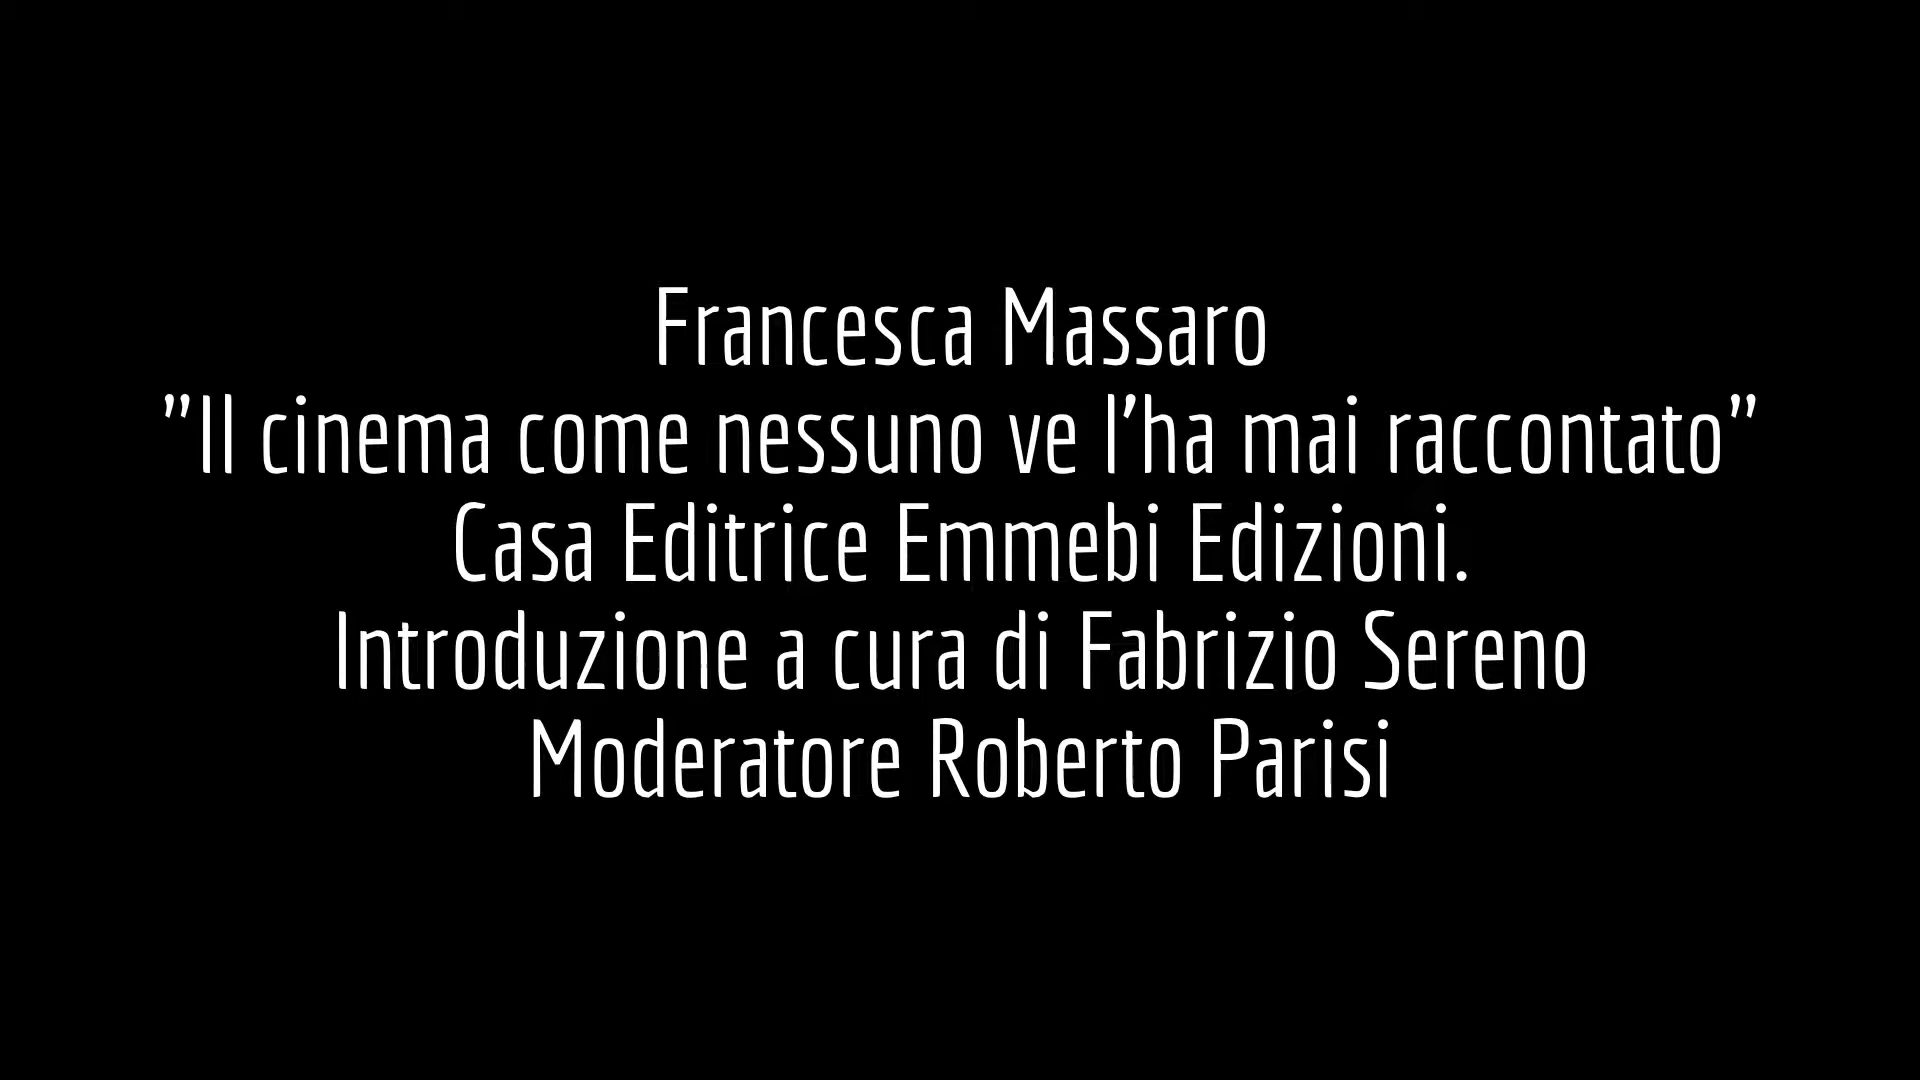 Francesca Massaro
"Il cinema come nessuno ve l'ha mai raccontato"
Casa Editrice Emmebi Edizioni.
Introduzione a cura di Fabrizio Sereno
Moderatore Roberto Parisi